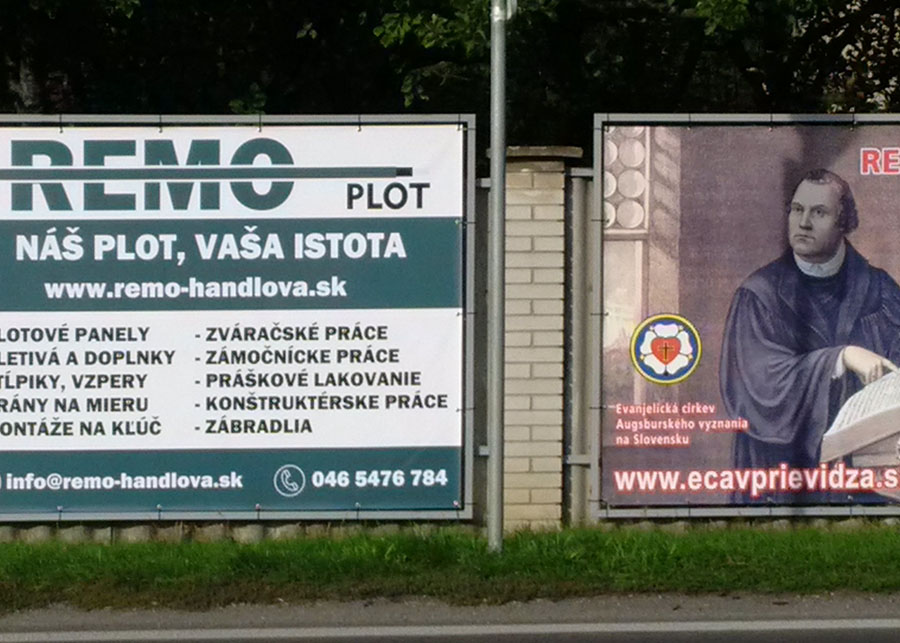 REMO
PLOT
NÁŠ PLOT, VAŠA ISTOTA
www.remo-handlova.sk
LOTOVÉ PANELY
LETIVÁ A DOPLNKY
TĹPIKY, VZPERY
RÁNY NA MIERU
ONTÁŽE NA KĽÚČ
- ZVÁRAČSKÉ PRÁCE
- ZÁMOČNÍCKE PRÁCE
- PRÁŠKOVÉ LAKOVANIE
- KONŠTRUKTÉRSKE PRÁCE
- ZÁBRADLIA
info@remo-handlova.sk
046 5476 784
RE
Evanjelická cirkev
Augsburského vyznania
na Slovensku
www.ecavprievidza.s